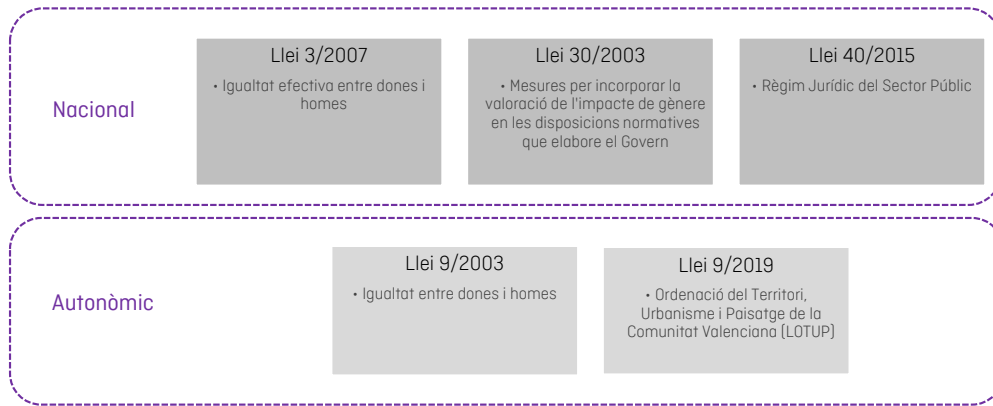 Nacional
Llei 3/2007
• Igualtat efectiva entre dones i
homes
Llei 30/2003
• Mesures per incorporar la
valoració de l'impacte de gènere
en les disposicions normatives
que elabore el Govern
Llei 40/2015
• Règim Jurídic del Sector Públic
Autonòmic
Llei 9/2003
• Igualtat entre dones i homes
Llei 9/2019
• Ordenació del Territori,
Urbanisme i Paisatge de la
Comunitat Valenciana (LOTUP)